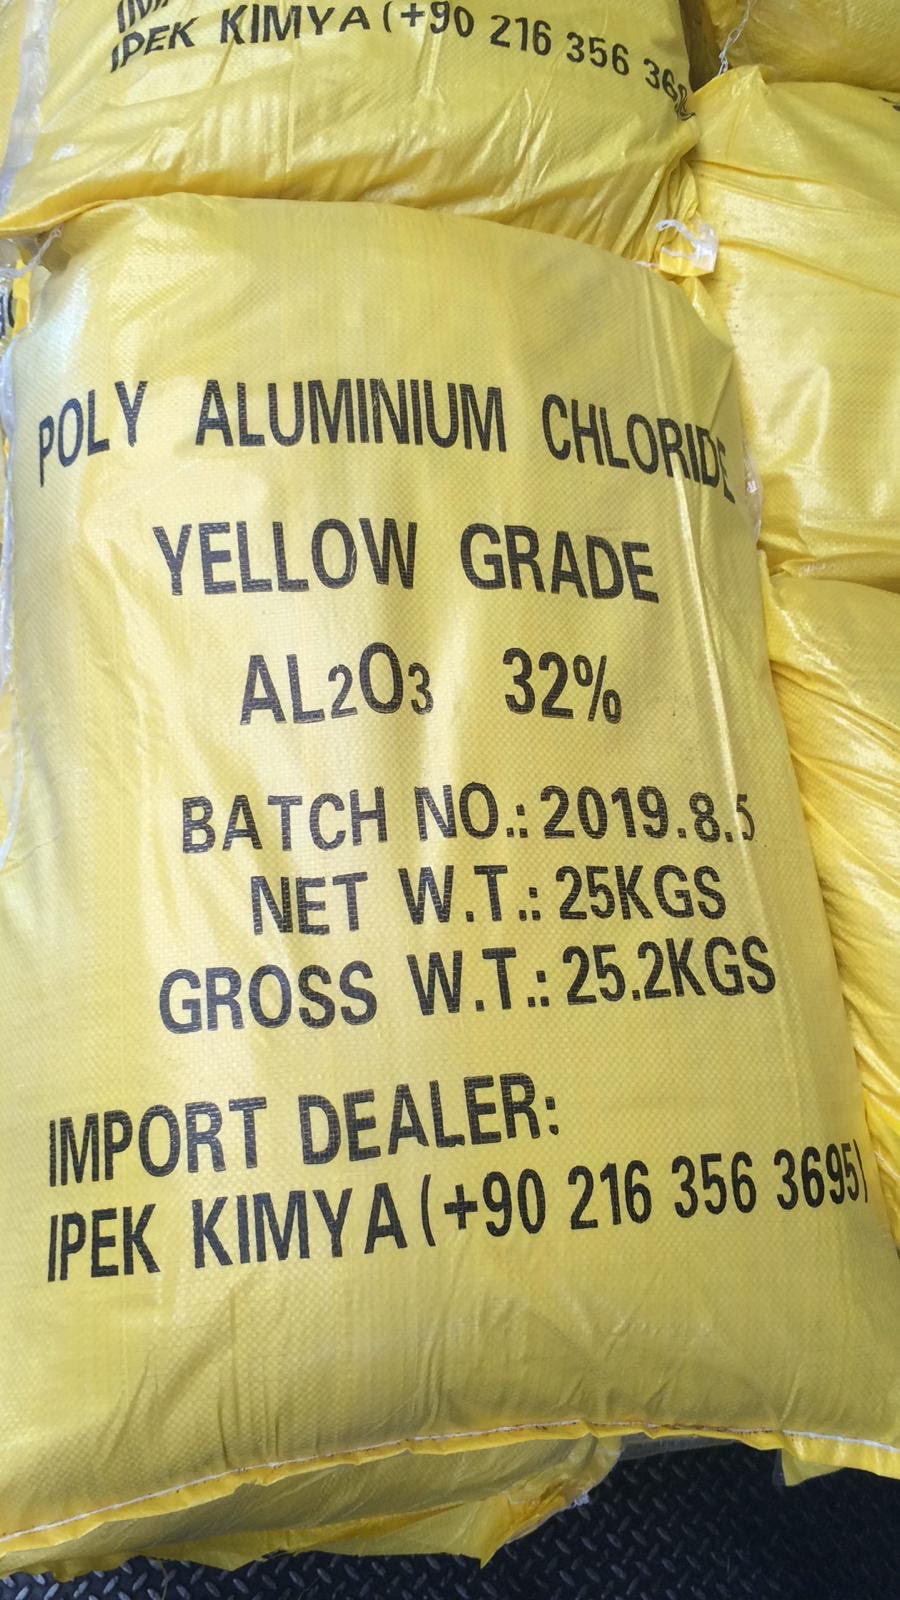 IPEK KIMYA (+90 216 356 36
POLY ALUMINIUM CHLORIDE
YELLOW GRADE
AL2O3 32%
BATCH NO.: 2019.8.5
NET W.T.: 25KGS
GROSS W.T.: 25.2KGS
IMPORT DEALER:
IPEK KIMYA (+90 216 356 3695)